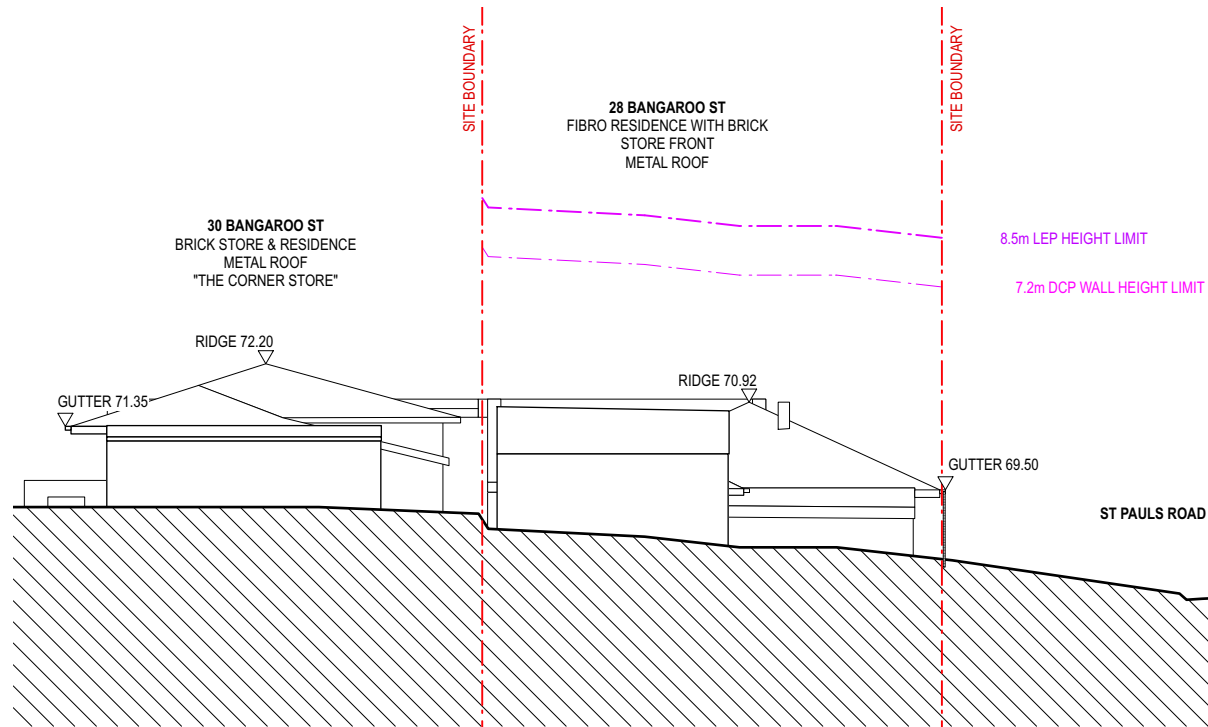 SITE BOUNDARY
SITE BOUNDARY
28 BANGAROO ST
FIBRO RESIDENCE WITH BRICK
STORE FRONT
METAL ROOF
30 BANGAROO ST
BRICK STORE & RESIDENCE
METAL ROOF
"THE CORNER STORE"
8.5m LEP HEIGHT LIMIT
7.2m DCP WALL HEIGHT LIMIT
RIDGE 72.20
RIDGE 70.92
GUTTER 71.35
GUTTER 69.50
ST PAULS ROAD